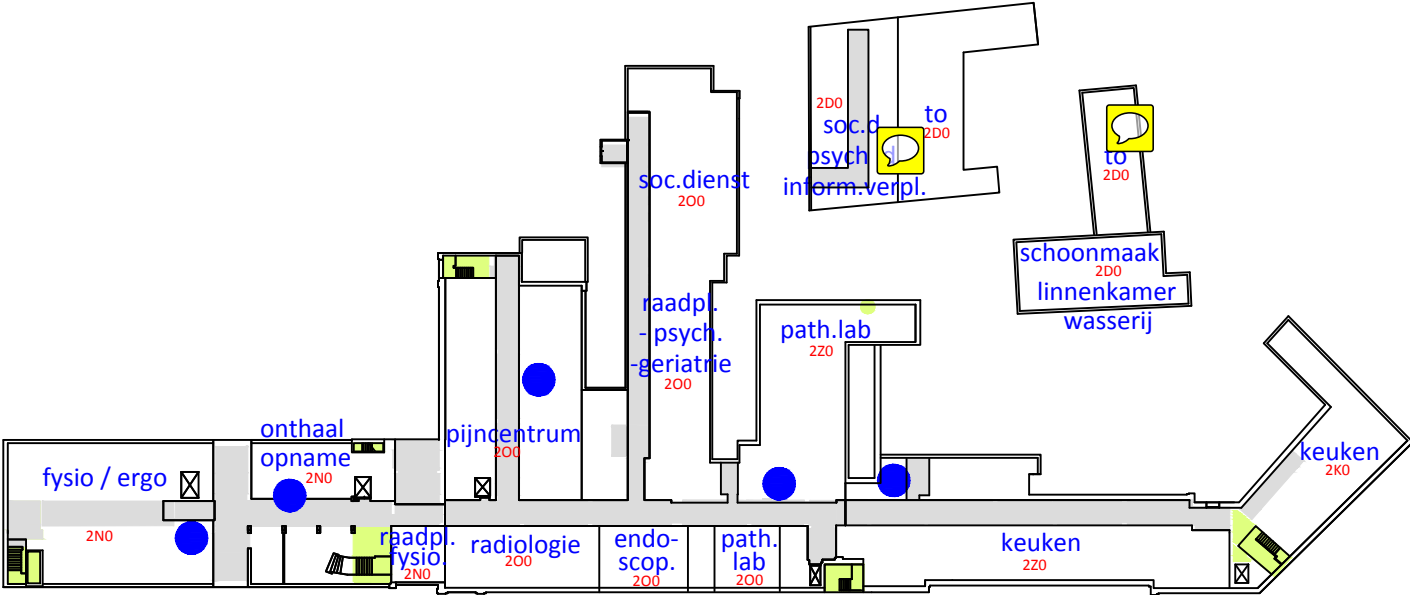 2D0
soc.d
psych d
inform.verpl.
to
2D0
to
2D0
schoonmaak
2D0
linnenkamer
wasserij
soc.dienst
2O0
raadpl.
- psych.
-geriatrie
2O0
path.lab
2Z0
onthaal
opname
2N0
pijncentrum
2O0
fysio / ergo
2N0
keuken
2K0
raadpl.
fysio.
2N0
radiologie
2O0
endo-
scop.
2O0
path.
lab
2O0
keuken
2Z0